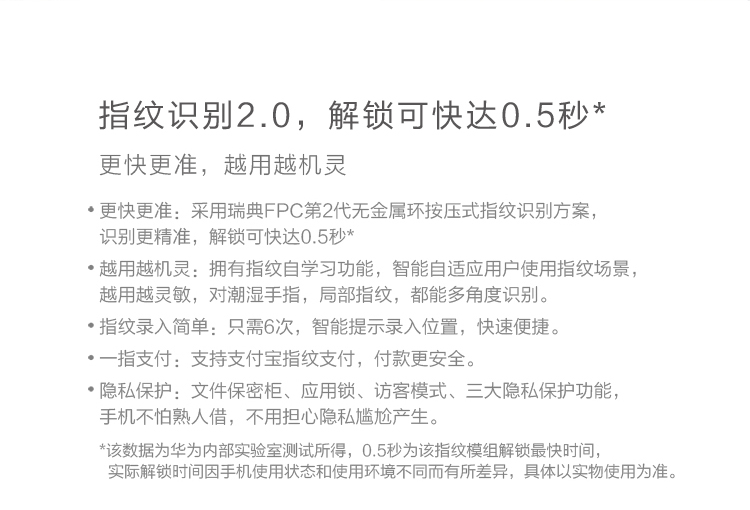 指纹识别2.0，解锁可快达0.5秒*
更快更准，越用越机灵
• 更快更准：采用瑞典FPC第2代无金属环按压式指纹识别方案，
识别更精准，解锁可快达0.5秒*
• 越用越机灵：拥有指纹自学习功能，智能自适应用户使用指纹场景，
越用越灵敏，对潮湿手指，局部指纹，都能多角度识别。
• 指纹录入简单：只需6次，智能提示录入位置，快速便捷。
• 一指支付：支持支付宝指纹支付，付款更安全。
• 隐私保护：文件保密柜、应用锁、访客模式、三大隐私保护功能，
手机不怕熟人借，不用担心隐私尴尬产生。
*该数据为华为内部实验室测试所得，0.5秒为该指纹模组解锁最快时间，
实际解锁时间因手机使用状态和使用环境不同而有所差异，具体以实物使用为准。